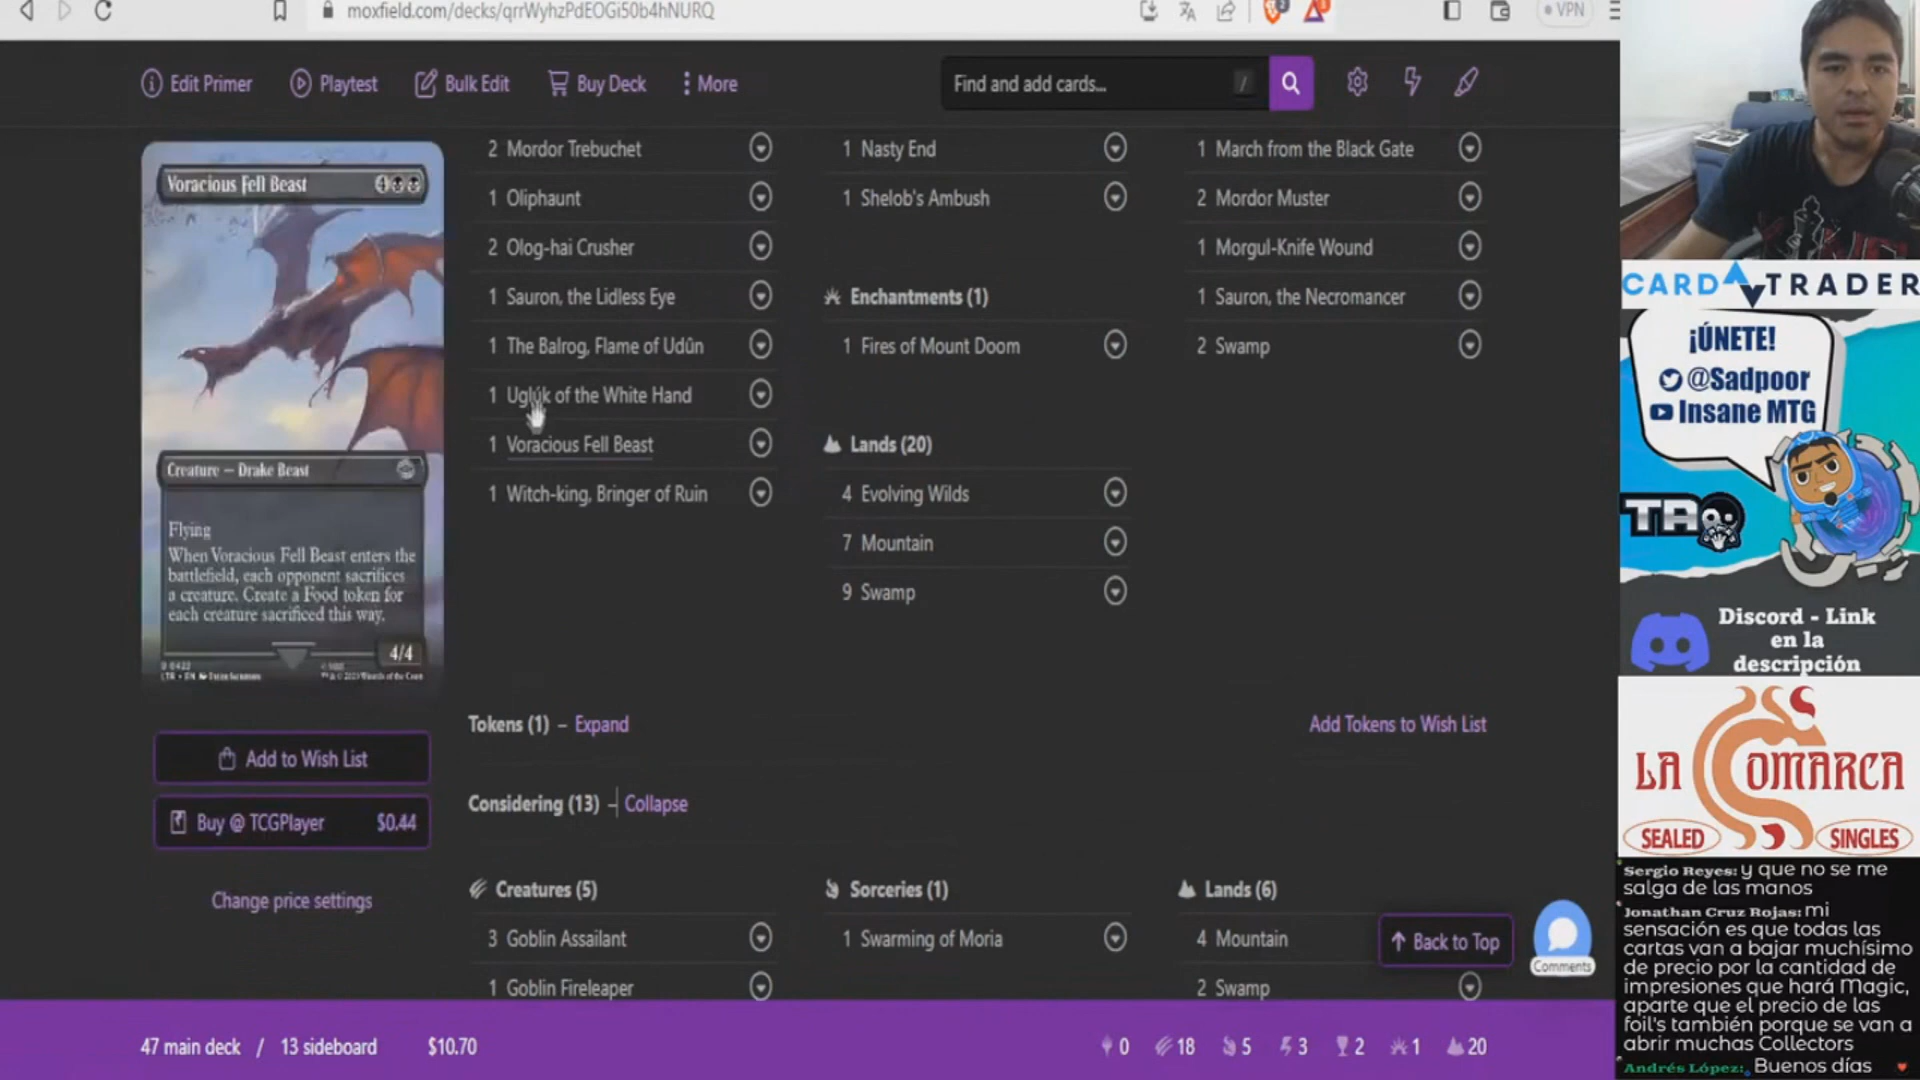 moxfield.com/decks/qrrWyhzPdEOGi50b4hNURQ
VPN
Edit Primer
Playtest
Bulk Edit
Buy Deck
More
Find and add cards...
/
Voracious Fell Beast
4
Creature — Drake Beast
Flying
When Voracious Fell Beast enters the
battlefield, each opponent sacrifices
a creature. Create a Food token for
each creature sacrificed this way.
4/4
Add to Wish List
Buy @ TCGPlayer $0.44
Change price settings
2 Mordor Trebuchet
1 Oliphaunt
2 Olog-hai Crusher
1 Sauron, the Lidless Eye
1 The Balrog, Flame of Udûn
1 Uglúk of the White Hand
1 Voracious Fell Beast
1 Witch-king, Bringer of Ruin
1 Nasty End
1 Shelob's Ambush
Enchantments (1)
1 Fires of Mount Doom
Lands (20)
4 Evolving Wilds
7 Mountain
9 Swamp
1 March from the Black Gate
2 Mordor Muster
1 Morgul-Knife Wound
1 Sauron, the Necromancer
2 Swamp
Tokens (1) – Expand
Add Tokens to Wish List
Considering (13) – Collapse
Creatures (5)
3 Goblin Assailant
1 Goblin Fireleaper
Sorceries (1)
1 Swarming of Moria
Lands (6)
4 Mountain
2 Swamp
Back to Top
Comments
47 main deck / 13 sideboard $10.70
0 18 5 3 2 1 20
CARD TRADER
¡ÚNETE!
@Sadpoor
Insane MTG
TA
Discord - Link
en la
descripción
LA COMARCA
SEALED SINGLES
Sergio Reyes: y que no se me
salga de las manos
Jonathan Cruz Rojas: mi
sensación es que todas las
cartas van a bajar muchísimo
de precio por la cantidad de
impresiones que hará Magic,
aparte que el precio de las
foil's también porque se van a
abrir muchas Collectors
Andrés López: Buenos días